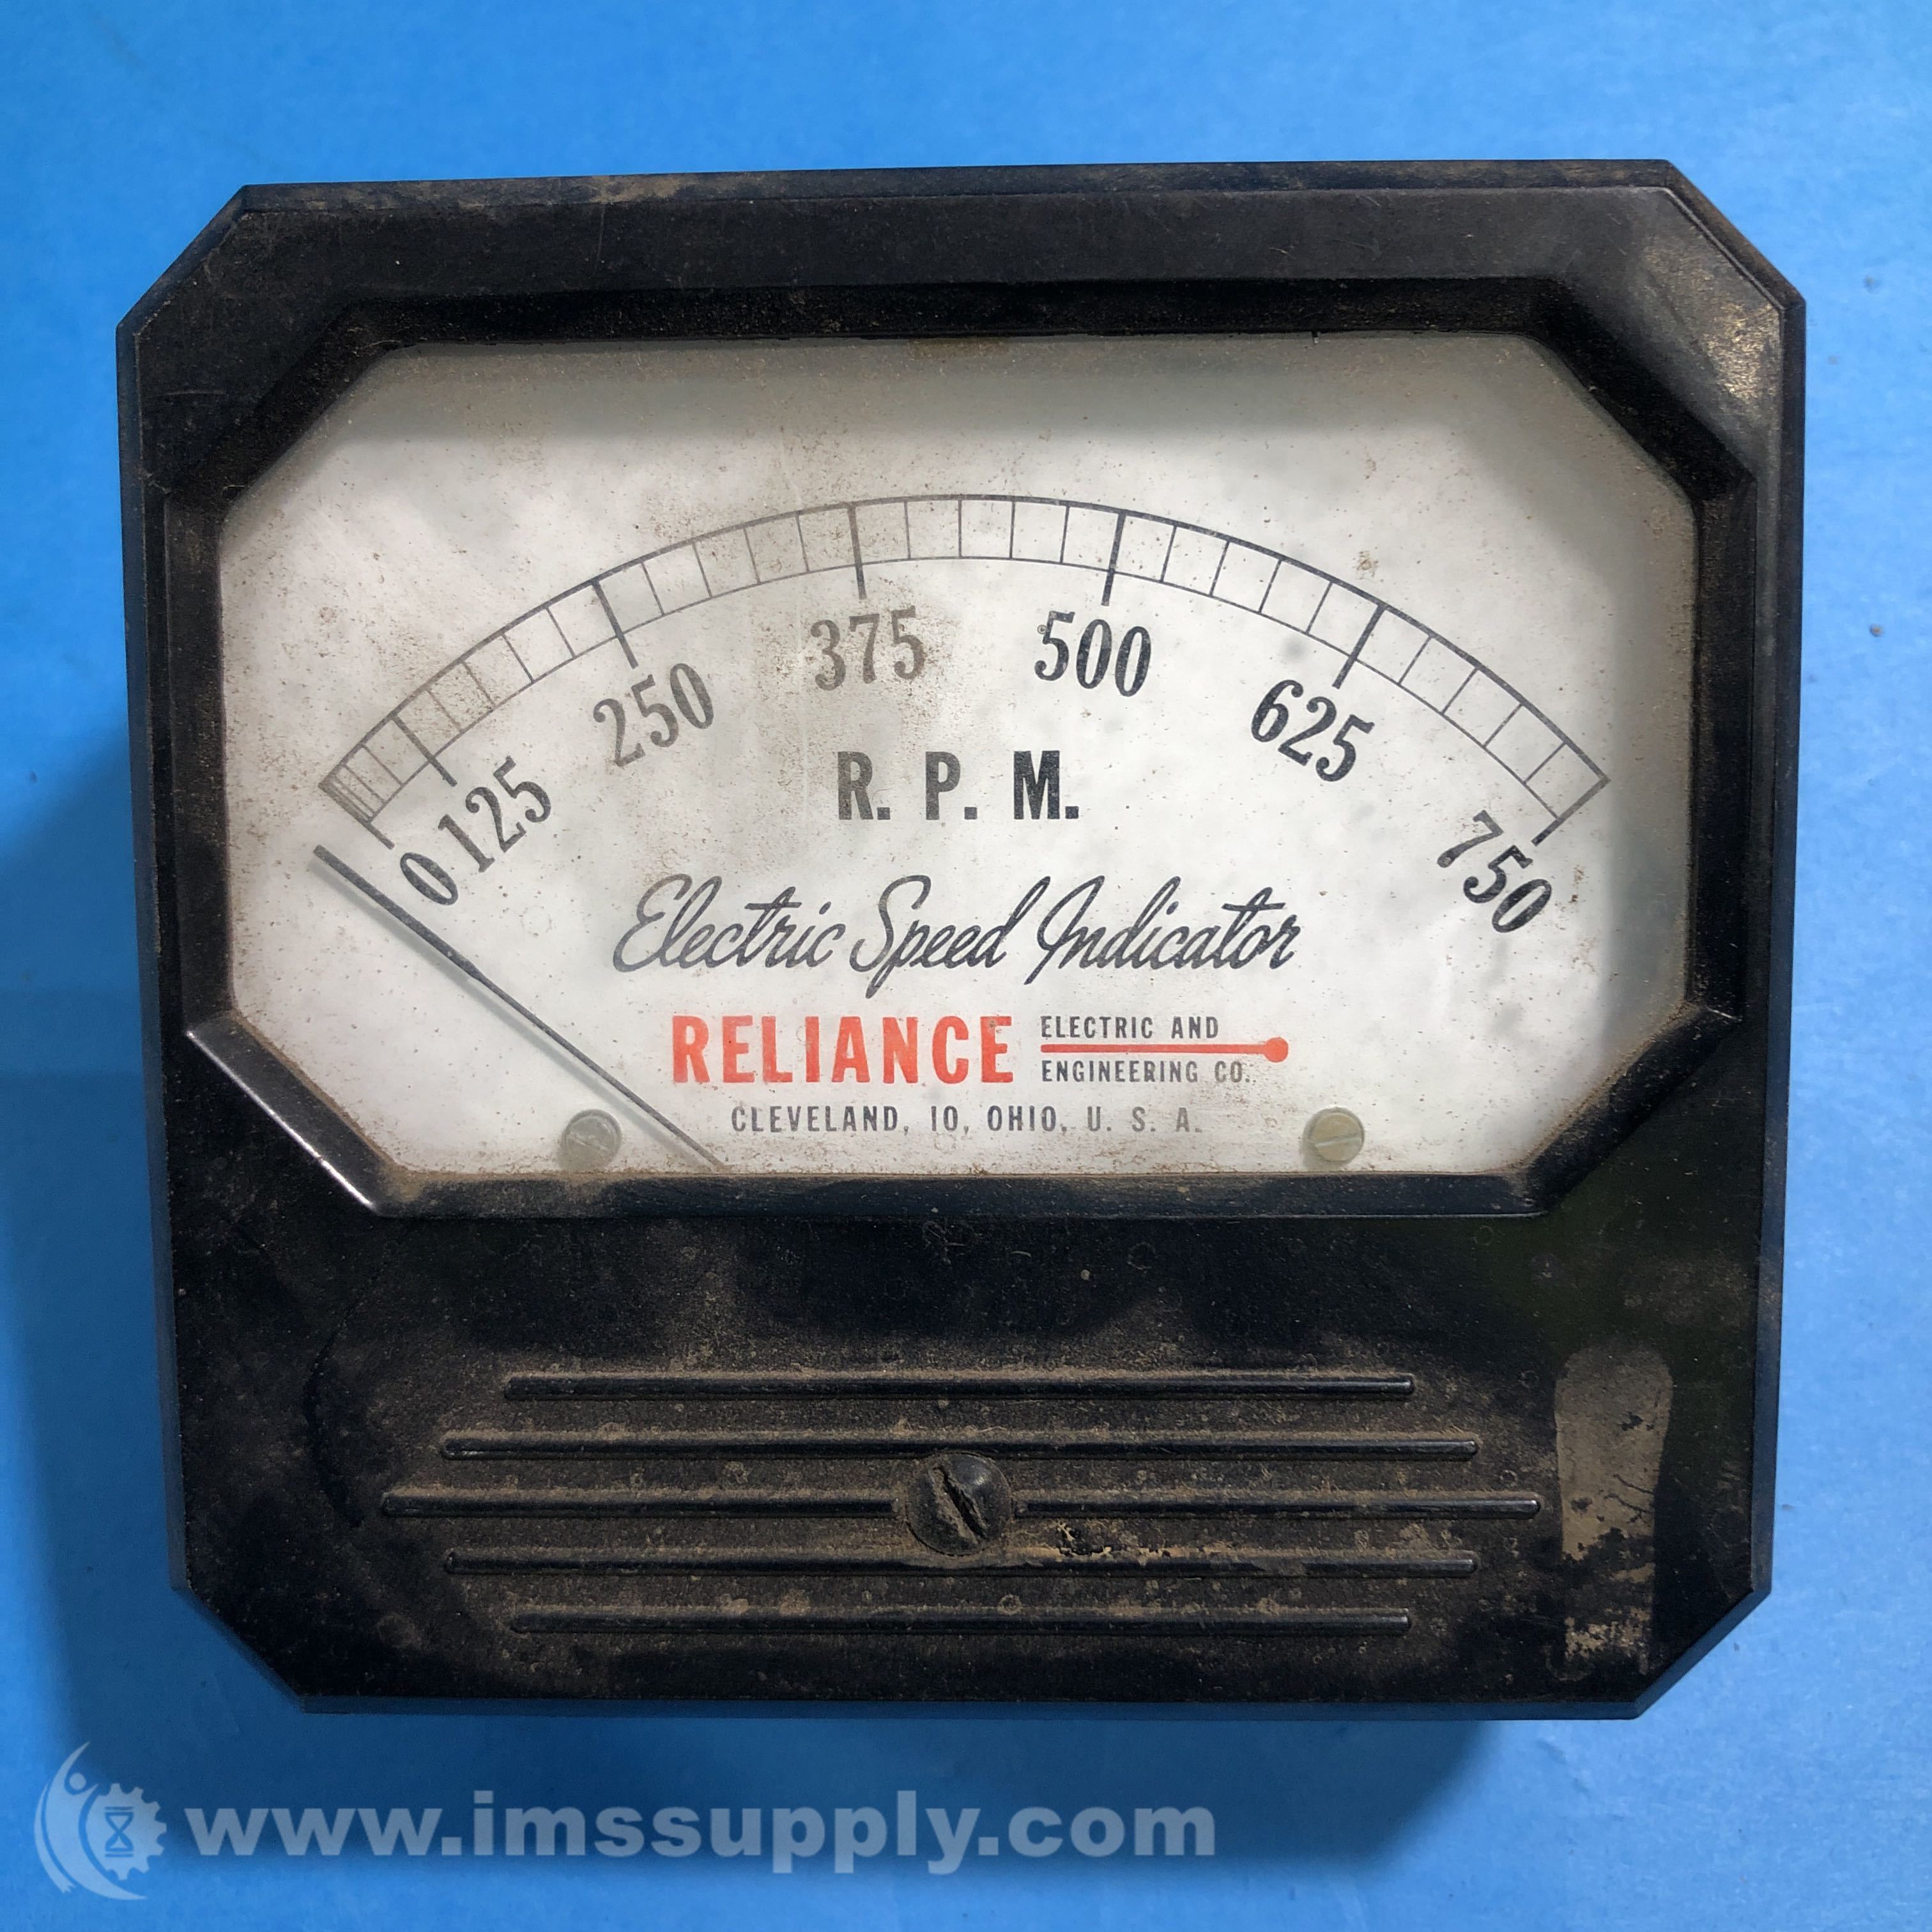 0 125 250 375 500 625 750
R. P. M.
Electric Speed Indicator
RELIANCE ELECTRIC AND
ENGINEERING CO.
CLEVELAND, 10, OHIO, U. S. A.
www.imssupply.com